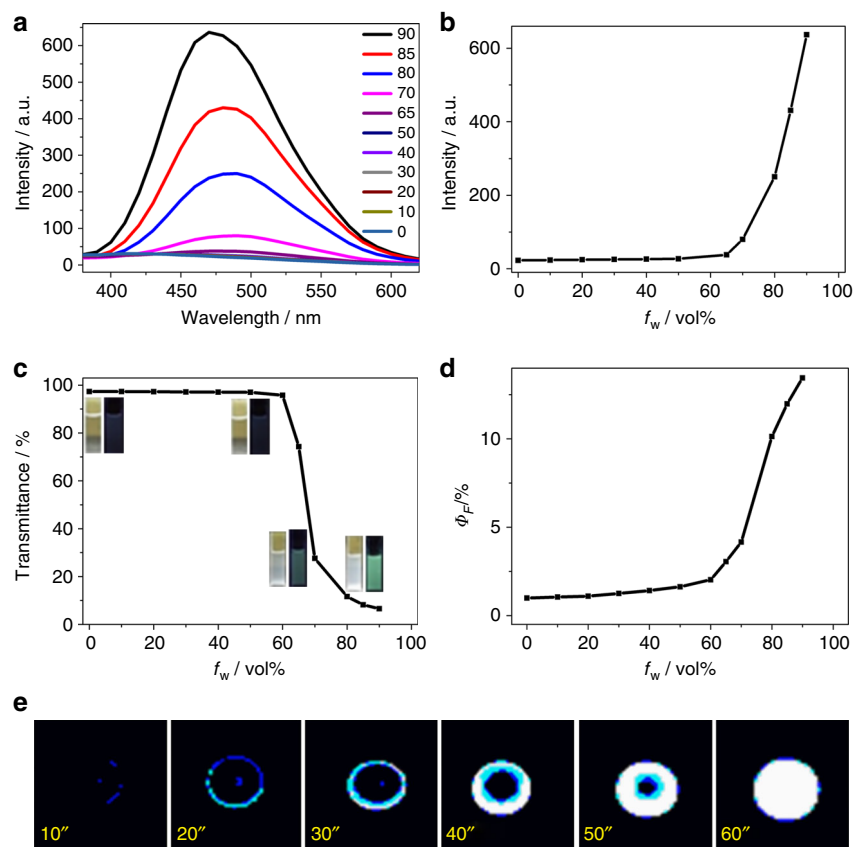 a
Intensity / a.u.
700
600
500
400
300
200
100
0
400 450 500 550 600
Wavelength / nm
90
85
80
70
65
50
40
30
20
10
0
b
Intensity / a.u.
600
400
200
0
0 20 40 60 80 100
fw / vol%
c
Transmittance / %
100
80
60
40
20
0
0 20 40 60 80 100
fw / vol%
d
ΦF/%
10
5
0
0 20 40 60 80 100
fw / vol%
e
10″ 20″ 30″ 40″ 50″ 60″